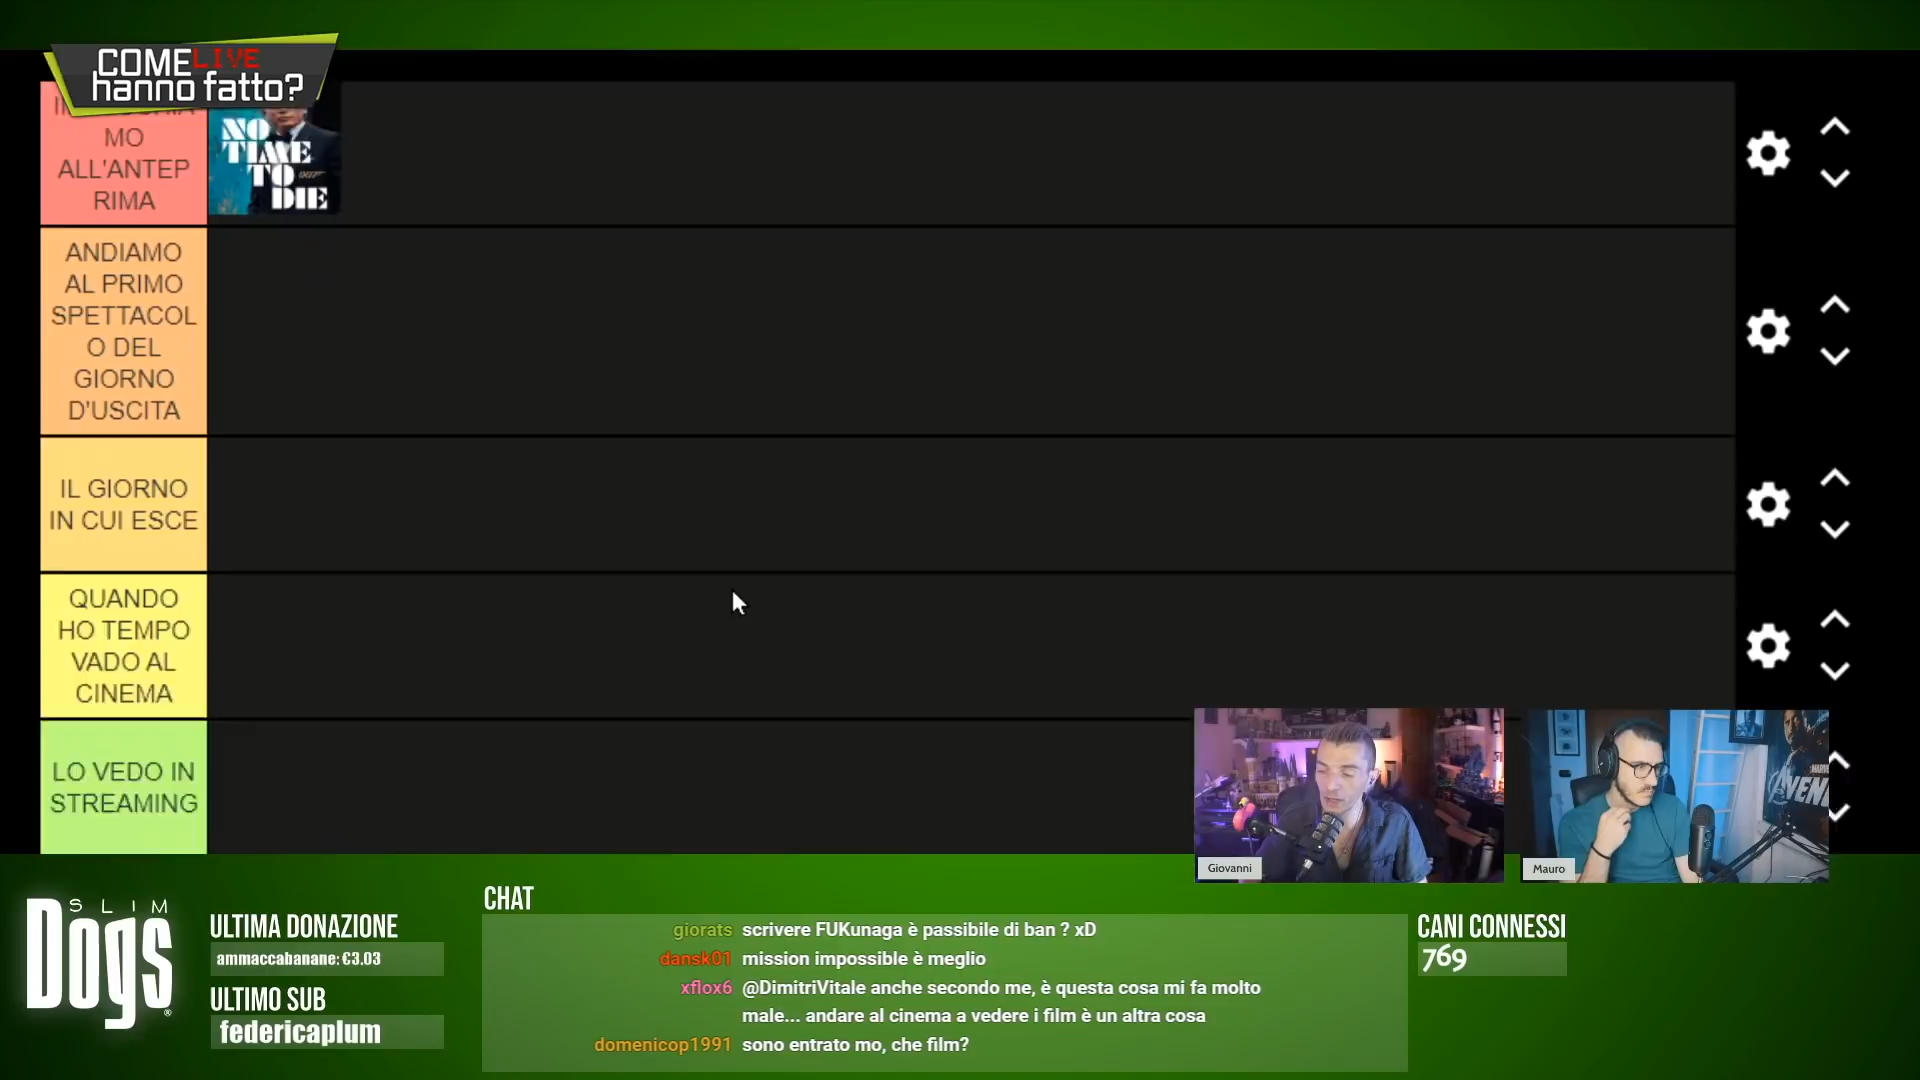 COME LIVE
hanno fatto?
MO
ALL'ANTEP
RIMA
NO
TIME
TO 007
DIE
ANDIAMO
AL PRIMO
SPETTACOL
O DEL
GIORNO
D'USCITA
IL GIORNO
IN CUI ESCE
QUANDO
HO TEMPO
VADO AL
CINEMA
LO VEDO IN
STREAMING
Giovanni
Mauro
SLIM
Dogs
ULTIMA DONAZIONE
ammaccabanane: €3.03
ULTIMO SUB
federicaplum
CHAT
giorats scrivere FUKunaga è passibile di ban ? xD
dansk01 mission impossible è meglio
xflox6 @DimitriVitale anche secondo me, è questa cosa mi fa molto
male... andare al cinema a vedere i film è un altra cosa
domenicop1991 sono entrato mo, che film?
CANI CONNESSI
769